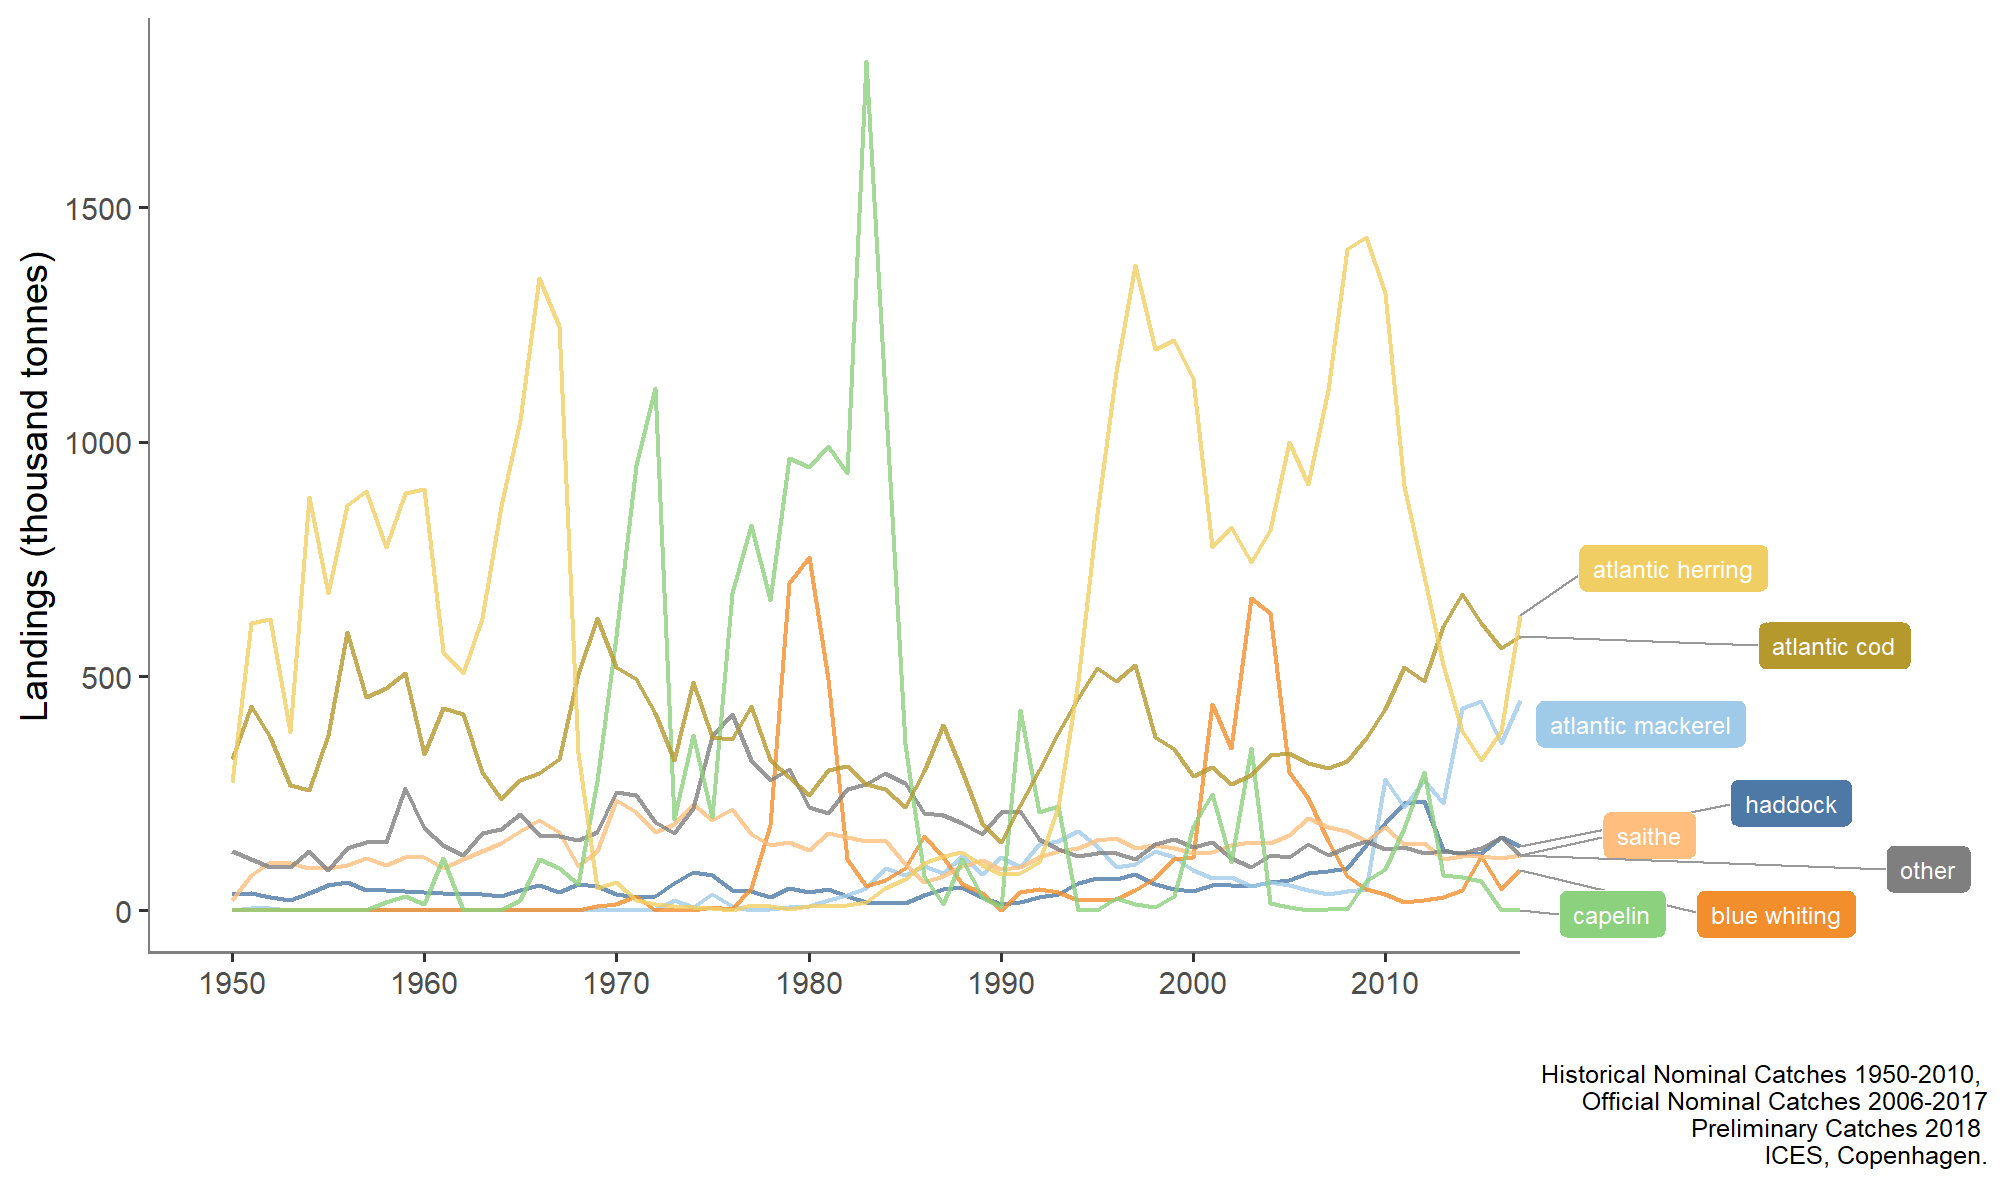 Landings (thousand tonnes)
1500
1000
500
0
1950 1960 1970 1980 1990 2000 2010
atlantic herring
atlantic cod
atlantic mackerel
haddock
saithe
other
capelin
blue whiting
Historical Nominal Catches 1950-2010,
Official Nominal Catches 2006-2017
Preliminary Catches 2018
ICES, Copenhagen.